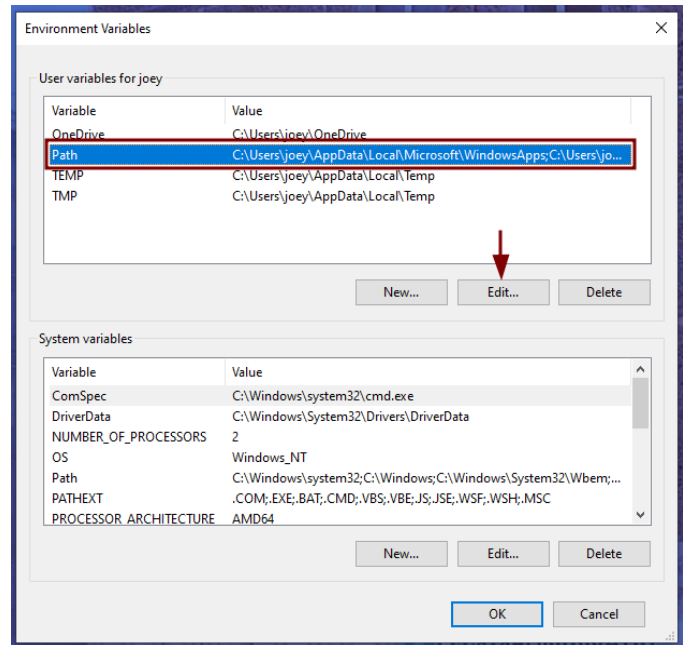 Environment Variables
User variables for joey
Variable Value
OneDrive C:\Users\joey\OneDrive
Path C:\Users\joey\AppData\Local\Microsoft\WindowsApps;C:\Users\jo...
TEMP C:\Users\joey\AppData\Local\Temp
TMP C:\Users\joey\AppData\Local\Temp
New... Edit... Delete
System variables
Variable Value
ComSpec C:\Windows\system32\cmd.exe
DriverData C:\Windows\System32\Drivers\DriverData
NUMBER_OF_PROCESSORS 2
OS Windows_NT
Path C:\Windows\system32;C:\Windows;C:\Windows\System32\Wbem;...
PATHEXT .COM;.EXE;.BAT;.CMD;.VBS;.VBE;.JS;.JSE;.WSF;.WSH;.MSC
PROCESSOR_ARCHITECTURE AMD64
New... Edit... Delete
OK Cancel